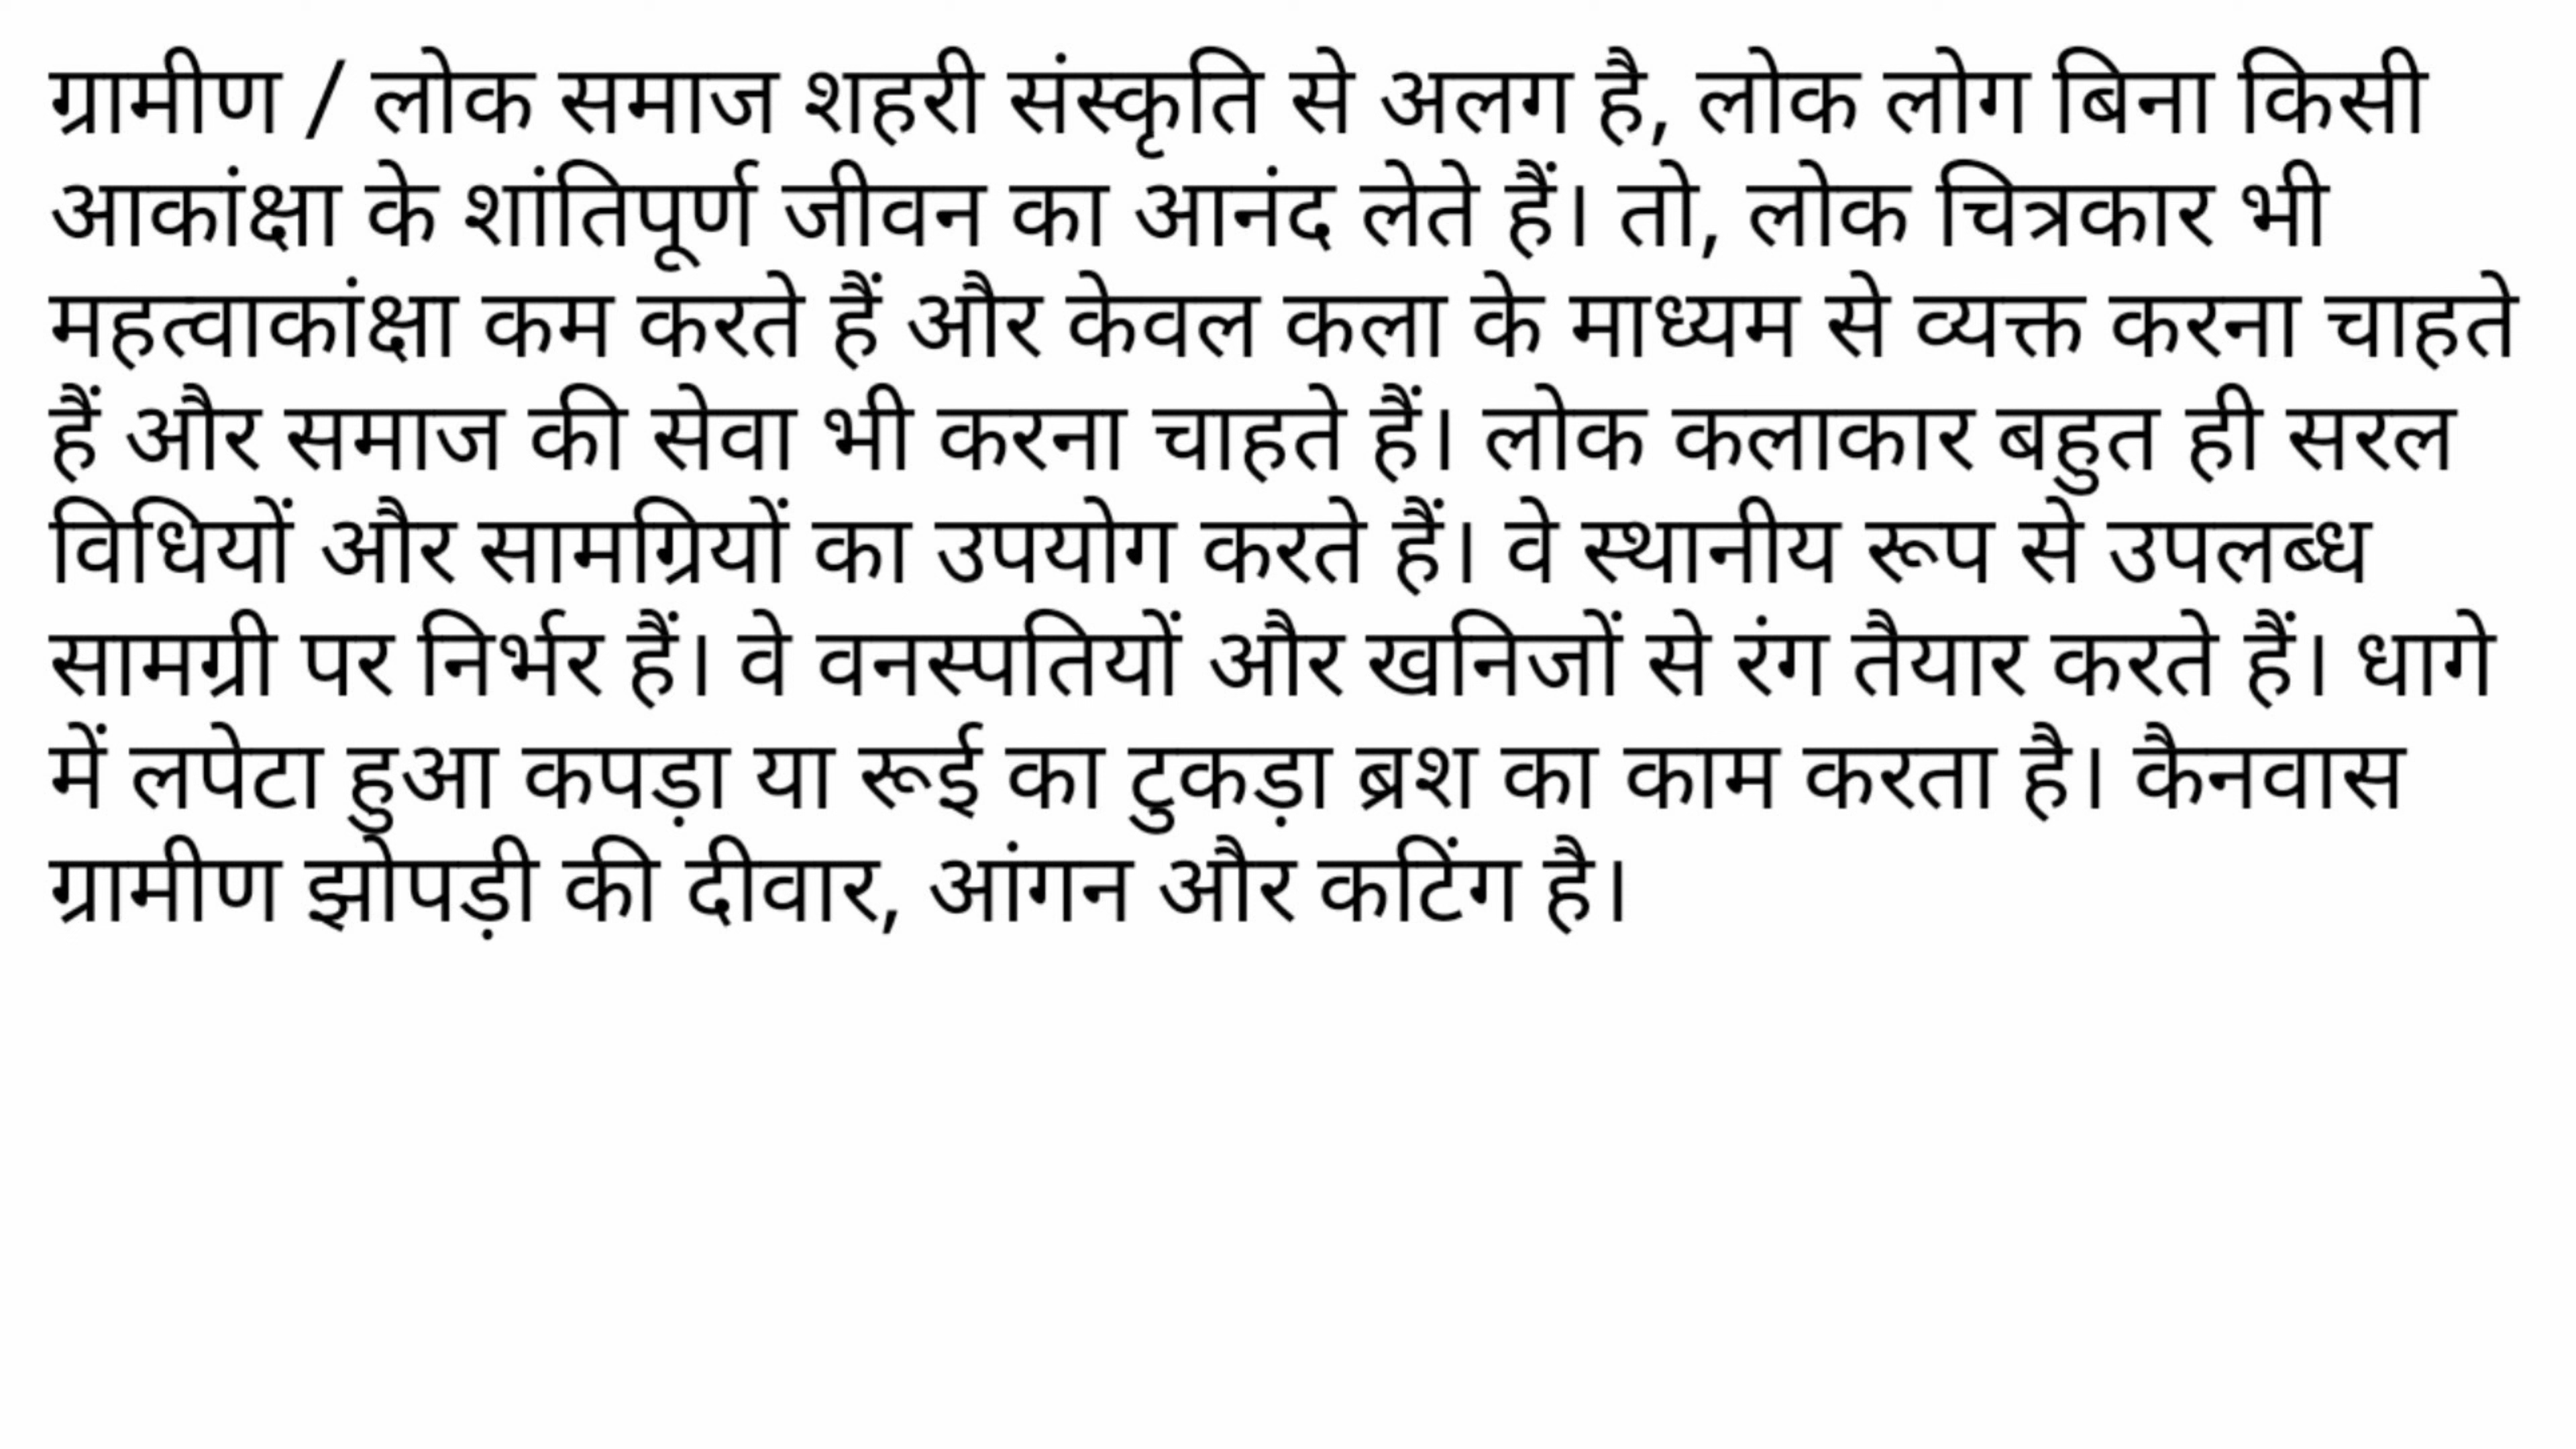 ग्रामीण / लोक समाज शहरी संस्कृति से अलग है, लोक लोग बिना किसी
आकांक्षा के शांतिपूर्ण जीवन का आनंद लेते हैं। तो, लोक चित्रकार भी
महत्वाकांक्षा कम करते हैं और केवल कला के माध्यम से व्यक्त करना चाहते
हैं और समाज की सेवा भी करना चाहते हैं। लोक कलाकार बहुत ही सरल
विधियों और सामग्रियों का उपयोग करते हैं। वे स्थानीय रूप से उपलब्ध
सामग्री पर निर्भर हैं। वे वनस्पतियों और खनिजों से रंग तैयार करते हैं। धागे
में लपेटा हुआ कपड़ा या रूई का टुकड़ा ब्रश का काम करता है। कैनवास
ग्रामीण झोपड़ी की दीवार, आंगन और कटिंग है।